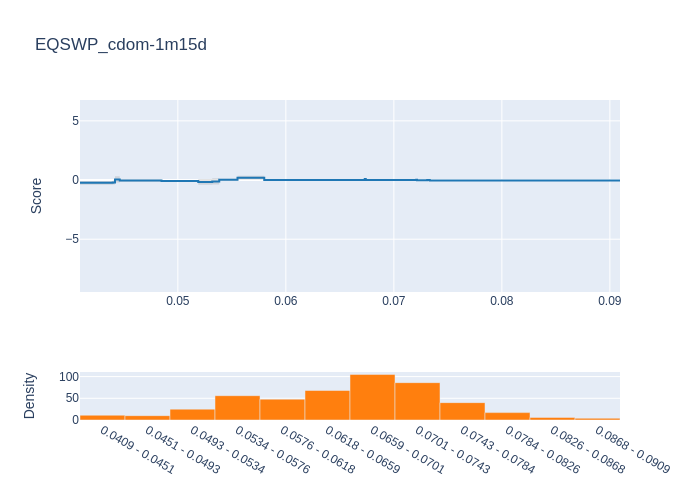 EQSWP_cdom-1m15d
Score
5
0
−5
0.05
0.06
0.07
0.08
0.09
Density
100
50
0
0.0409 - 0.0451
0.0451 - 0.0493
0.0493 - 0.0534
0.0534 - 0.0576
0.0576 - 0.0618
0.0618 - 0.0659
0.0659 - 0.0701
0.0701 - 0.0743
0.0743 - 0.0784
0.0784 - 0.0826
0.0826 - 0.0868
0.0868 - 0.0909